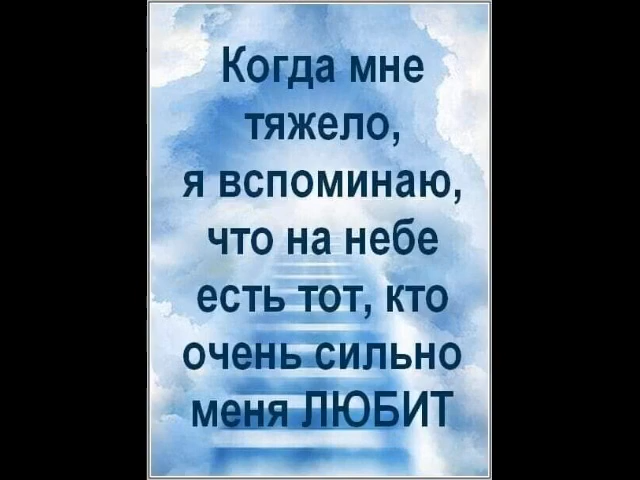 Когда мне
тяжело,
я вспоминаю,
что на небе
есть тот, кто
очень сильно
меня ЛЮБИТ